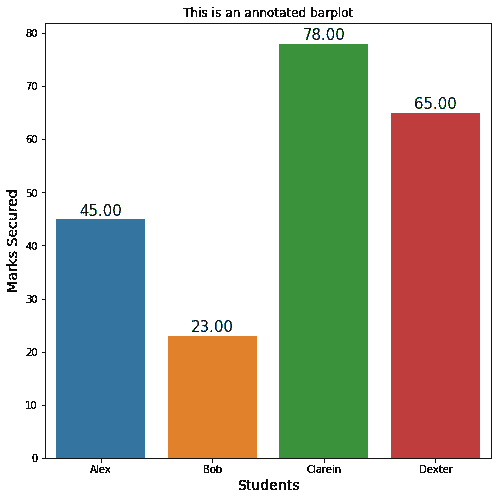 This is an annotated barplot
Marks Secured
80
70
60
50
40
30
20
10
0
45.00
23.00
78.00
65.00
Alex
Bob
Clarein
Dexter
Students